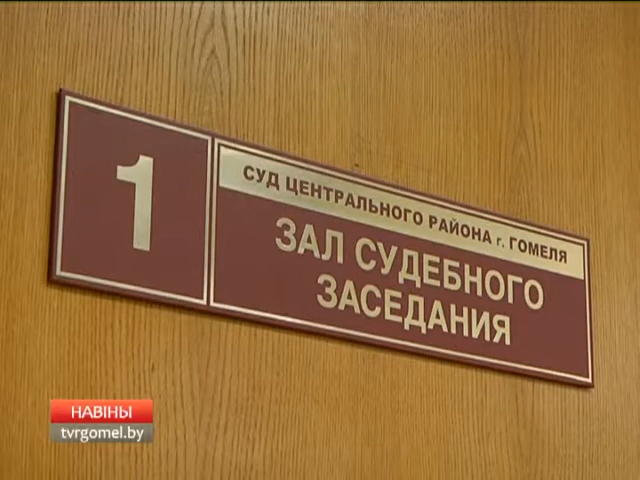 1
СУД ЦЕНТРАЛЬНОГО РАЙОНА г. ГОМЕЛЯ
ЗАЛ СУДЕБНОГО
ЗАСЕДАНИЯ
НАВІНЫ
tvrgomel.by